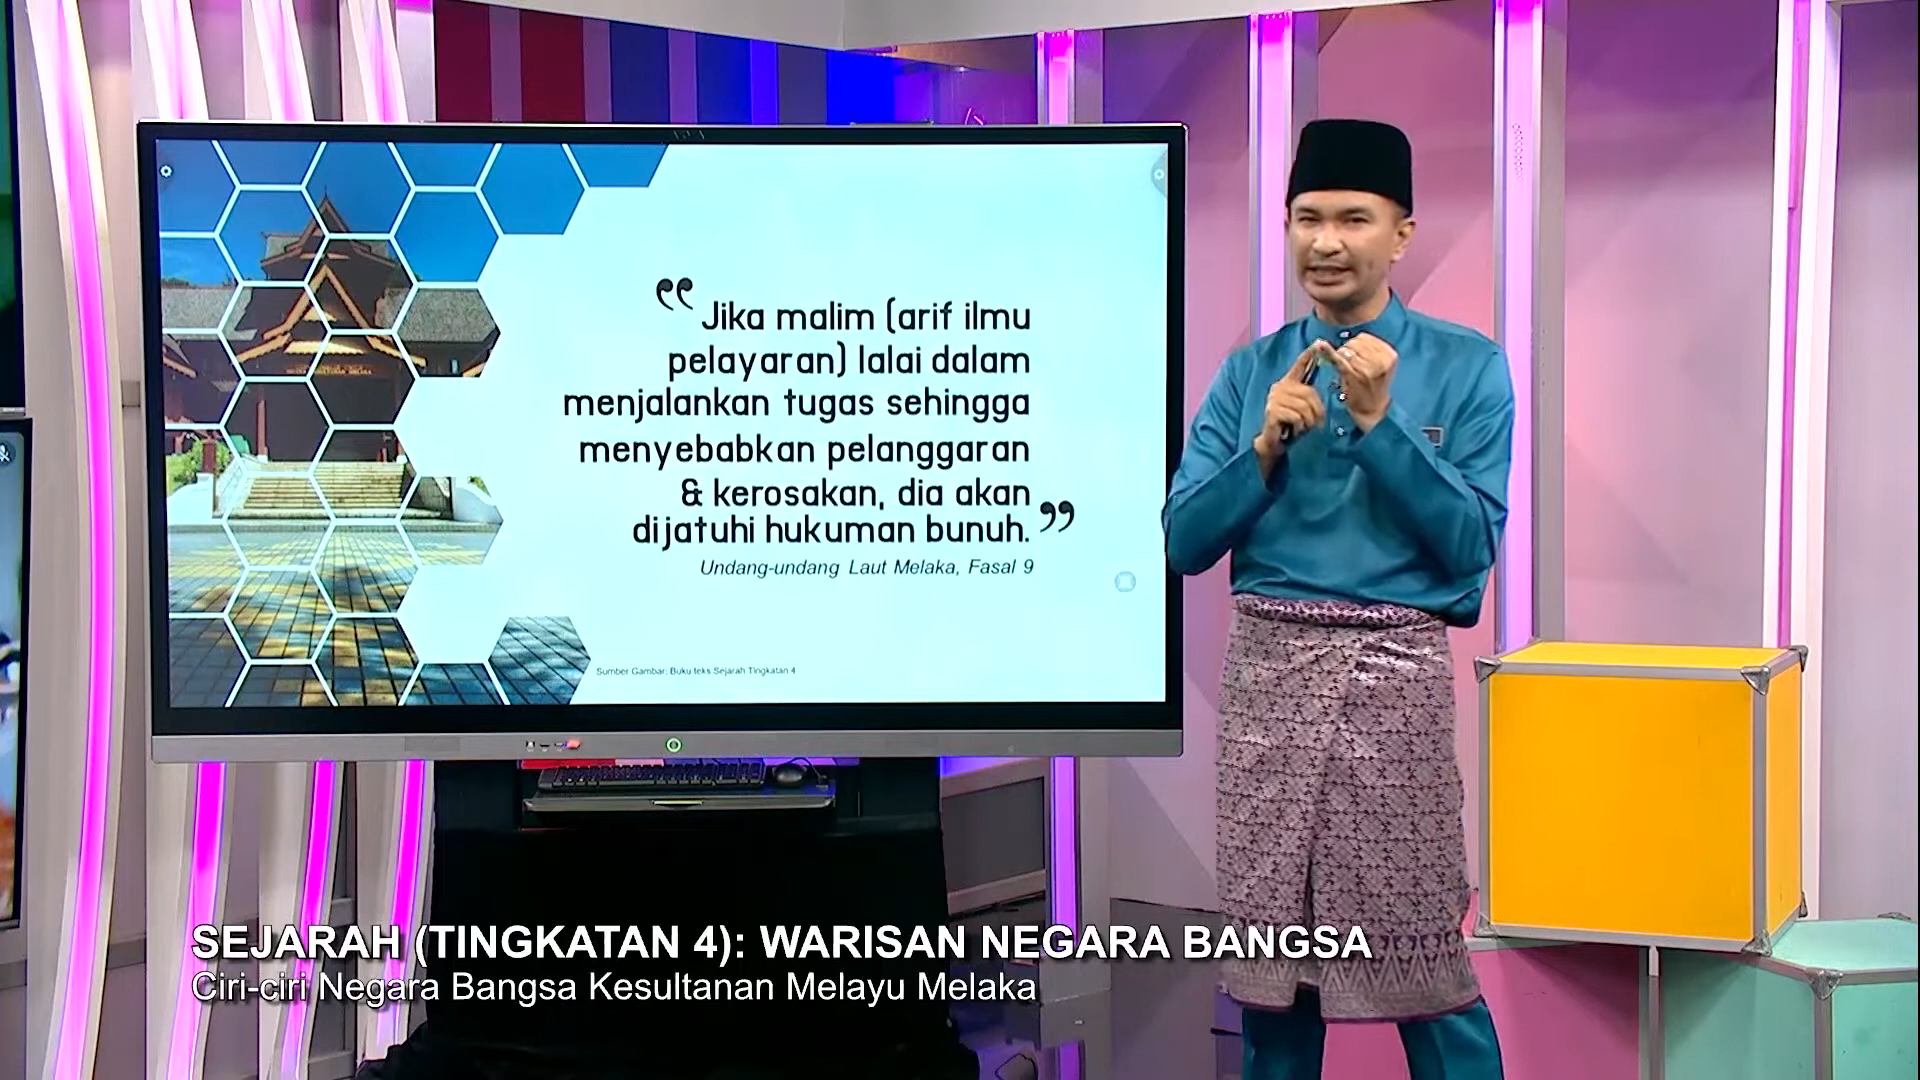 “ Jika malim (arif ilmu
pelayaran) lalai dalam
menjalankan tugas sehingga
menyebabkan pelanggaran
& kerosakan, dia akan
dijatuhi hukuman bunuh. ”
Undang-undang Laut Melaka, Fasal 9
Sumber Gambar: Buku teks Sejarah Tingkatan 4
SEJARAH (TINGKATAN 4): WARISAN NEGARA BANGSA
Ciri-ciri Negara Bangsa Kesultanan Melayu Melaka